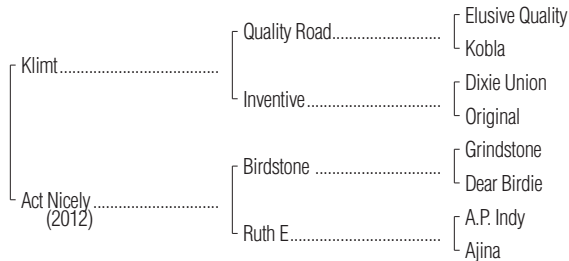 Elusive Quality
Quality Road
Kobla
Klimt
Dixie Union
Inventive
Original
Grindstone
Birdstone
Dear Birdie
Act Nicely
(2012)
A.P. Indy
Ruth E.
Ajina